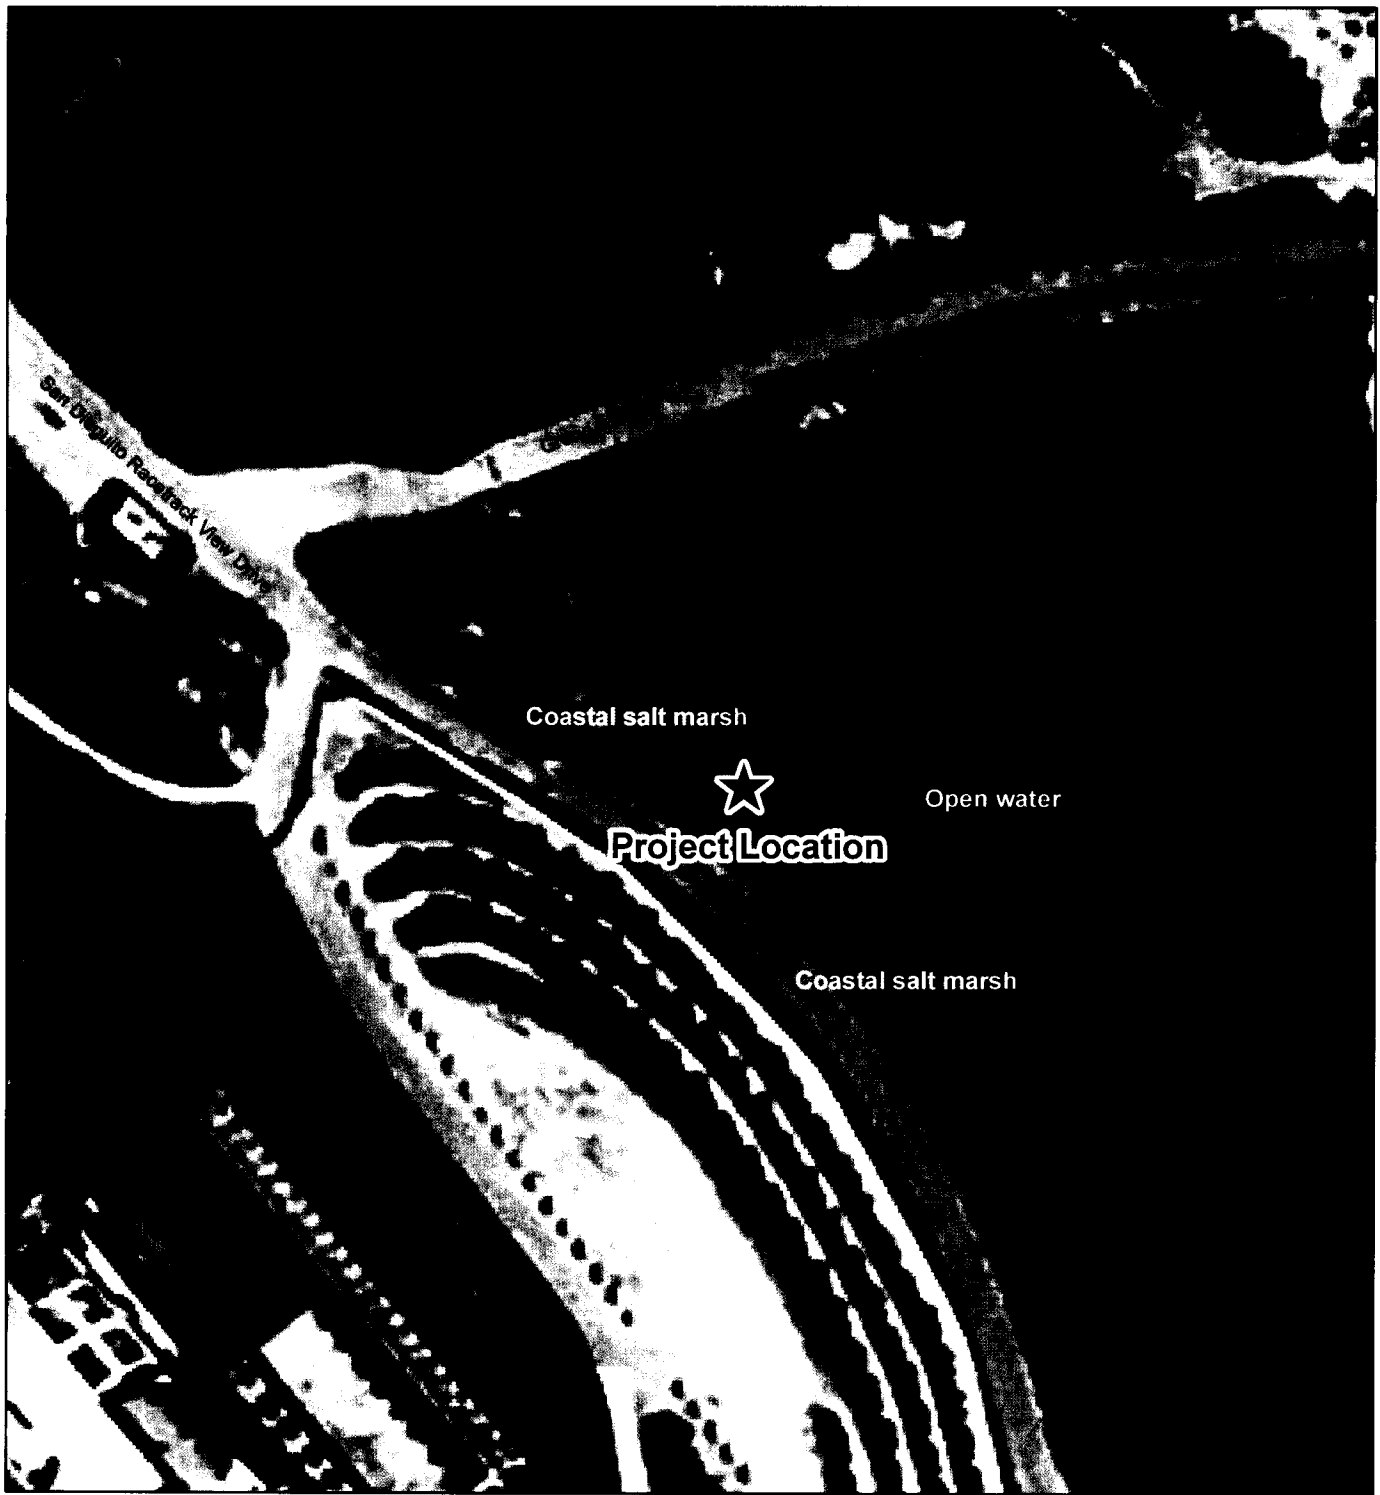 San Dieguito Racetrack View Drive
Coastal salt marsh
Open water
Project Location
Coastal salt marsh